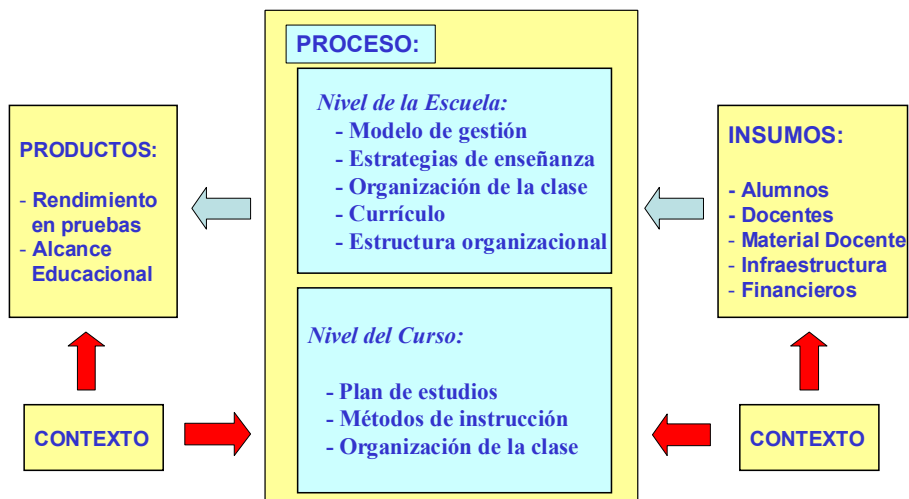 PROCESO:
Nivel de la Escuela:
- Modelo de gestión
- Estrategias de enseñanza
- Organización de la clase
- Currículo
- Estructura organizacional
PRODUCTOS:
- Rendimiento
en pruebas
- Alcance
Educacional
INSUMOS:
- Alumnos
- Docentes
- Material Docente
- Infraestructura
- Financieros
Nivel del Curso:
- Plan de estudios
- Métodos de instrucción
- Organización de la clase
CONTEXTO
CONTEXTO